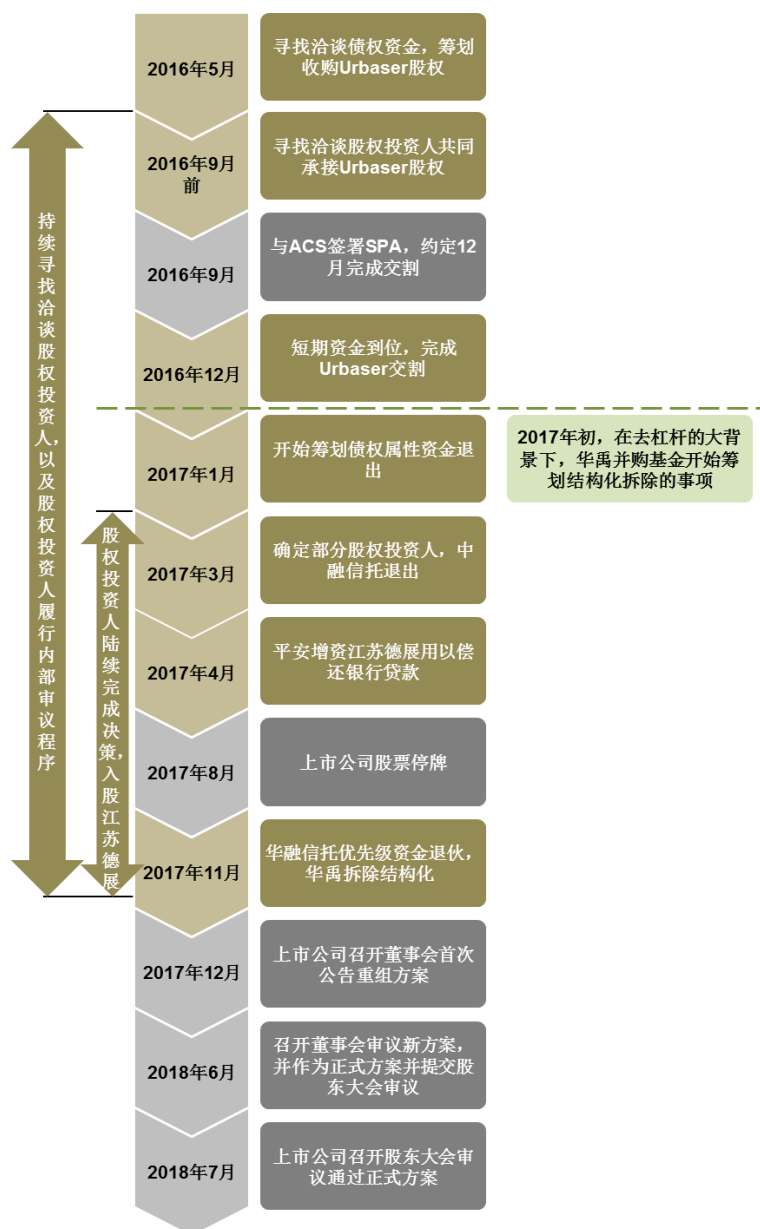 2016年5月
寻找洽谈债权资金，筹划
收购Urbaser股权
2016年9月
前
寻找洽谈股权投资人共同
承接Urbaser股权
2016年9月
与ACS签署SPA，约定12
月完成交割
2016年12月
短期资金到位，完成
Urbaser交割
2017年1月
开始筹划债权属性资金退
出
2017年初，在去杠杆的大背
景下，华禹并购基金开始筹
划结构化拆除的事项
2017年3月
确定部分股权投资人，中
融信托退出
2017年4月
平安增资江苏德展用以偿
还银行贷款
2017年8月
上市公司股票停牌
2017年11月
华融信托优先级资金退伙，
华禹拆除结构化
2017年12月
上市公司召开董事会首次
公告重组方案
2018年6月
召开董事会审议新方案，
并作为正式方案并提交股
东大会审议
2018年7月
上市公司召开股东大会审
议通过正式方案
持续寻找洽谈股权投资人，以及股权投资人履行内部审议程序
股权投资人陆续完成决策，入股江苏德展